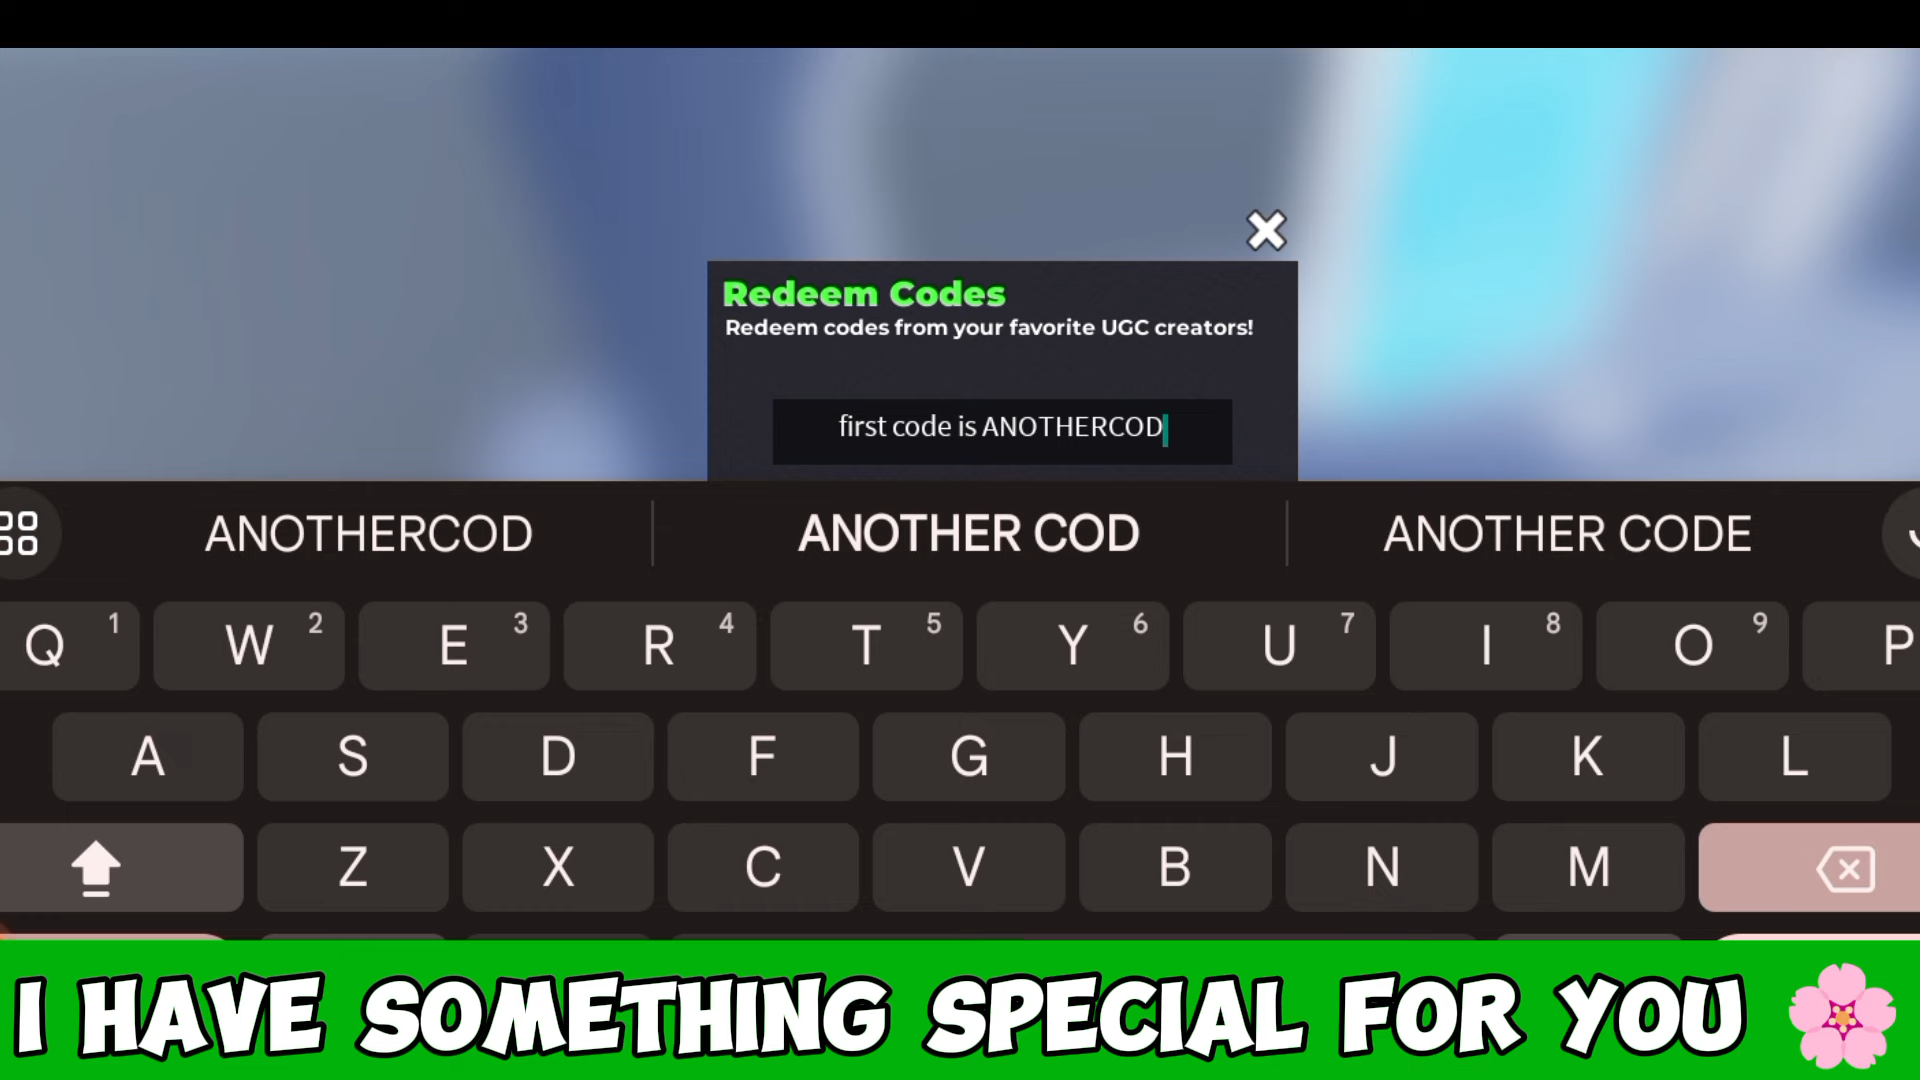 Redeem Codes
Redeem codes from your favorite UGC creators!
first code is ANOTHERCOD
ANOTHERCOD ANOTHER COD ANOTHER CODE
Q 1 W 2 E 3 R 4 T 5 Y 6 U 7 I 8 O 9 P
A S D F G H J K L
Z X C V B N M
I HAVE SOMETHING SPECIAL FOR YOU 🌸